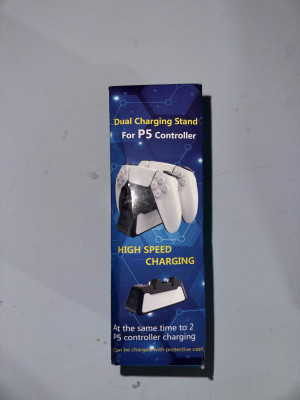 Dual Charging Stand
For P5 Controller
HIGH SPEED
CHARGING
At the same time to 2
P5 controller charging
Can be charged with protective case